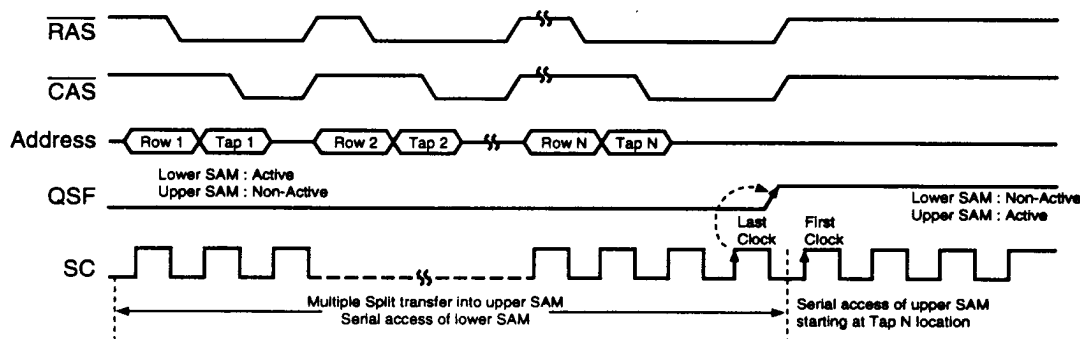 RAS
CAS
Address
Row 1 Tap 1 Row 2 Tap 2 Row N Tap N
Lower SAM : Active
Upper SAM : Non-Active
QSF
Lower SAM : Non-Active
Upper SAM : Active
Last
Clock
First
Clock
SC
Multiple Split transfer into upper SAM
Serial access of lower SAM
Serial access of upper SAM
starting at Tap N location